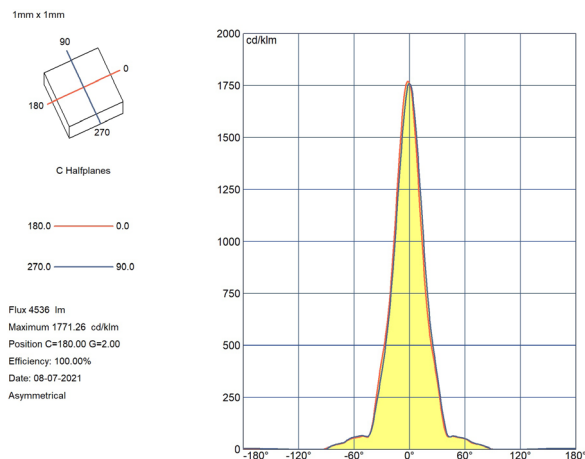 1mm x 1mm
90
0
180
270
C Halfplanes
180.0 0.0
270.0 90.0
Flux 4536 lm
Maximum 1771.26 cd/klm
Position C=180.00 G=2.00
Efficiency: 100.00%
Date: 08-07-2021
Asymmetrical
2000
cd/klm
1750
1500
1250
1000
750
500
250
0
-180° -120° -60° 0° 60° 120° 180°